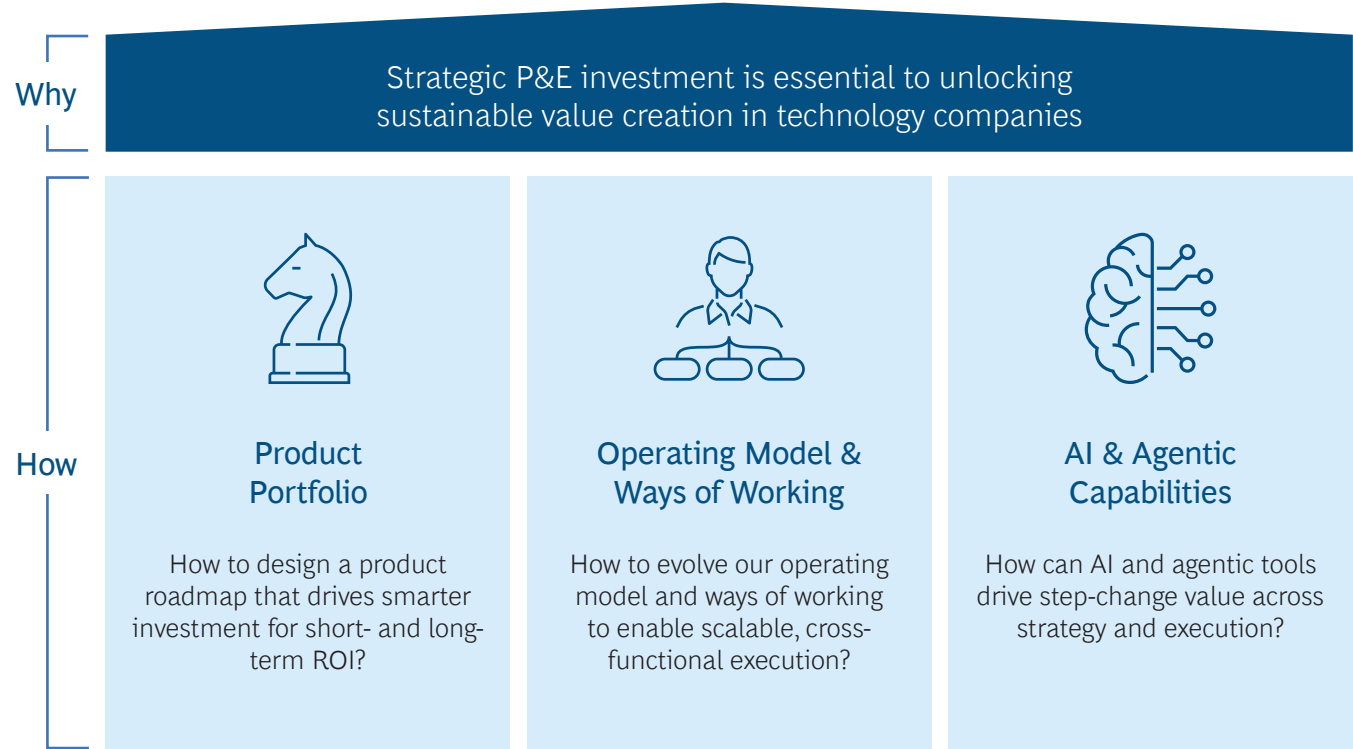 Why
Strategic P&E investment is essential to unlocking
sustainable value creation in technology companies
How
Product
Portfolio
How to design a product
roadmap that drives smarter
investment for short- and long-
term ROI?
Operating Model &
Ways of Working
How to evolve our operating
model and ways of working
to enable scalable, cross-
functional execution?
AI & Agentic
Capabilities
How can AI and agentic tools
drive step-change value across
strategy and execution?